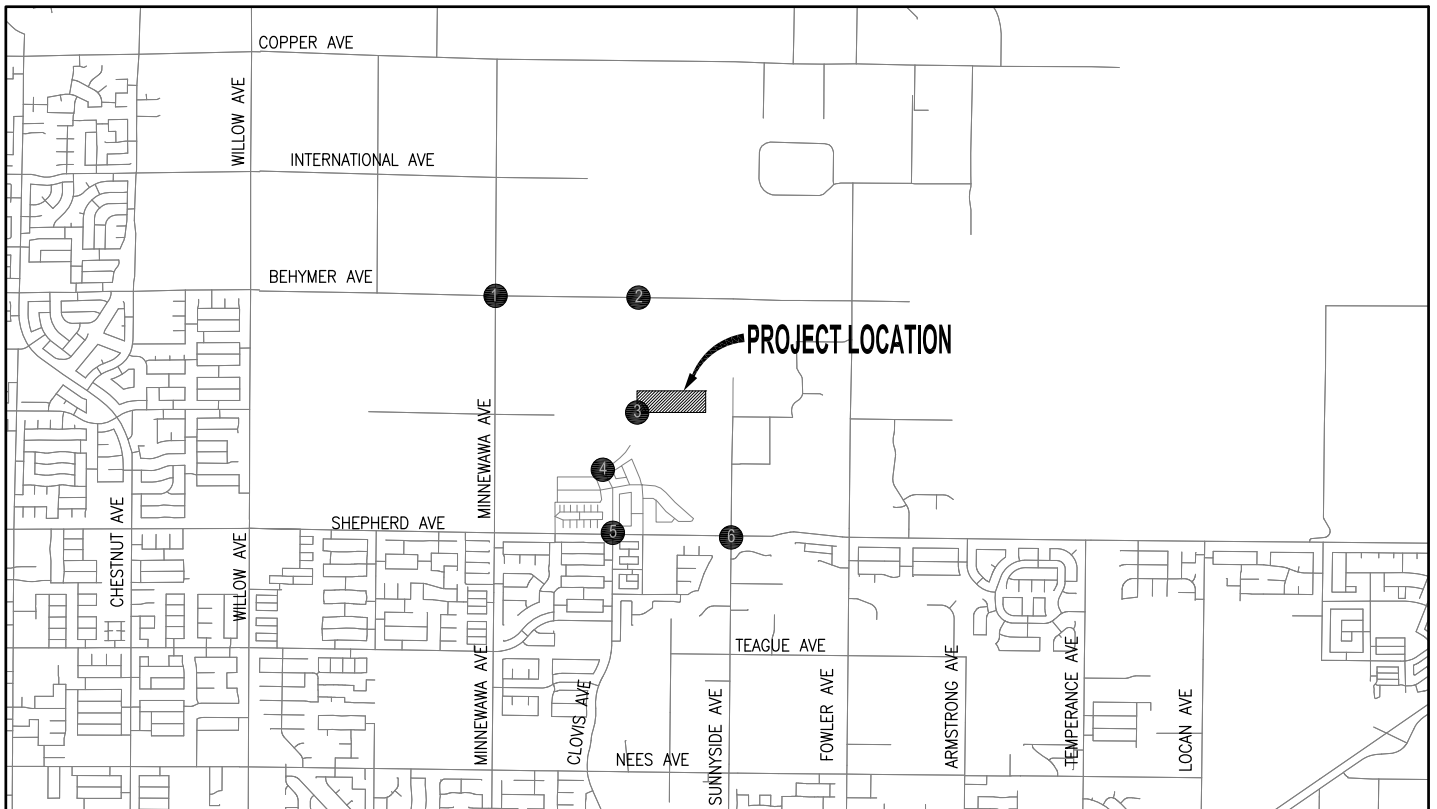 COPPER AVE
WILLOW AVE
INTERNATIONAL AVE
BEHYMER AVE
1
2
PROJECT LOCATION
3
MINNEWAWA AVE
4
CHESTNUT AVE
SHEPHERD AVE
5
6
WILLOW AVE
TEAGUE AVE
MINNEWAWA AVE
CLOVIS AVE
SUNNYSIDE AVE
FOWLER AVE
ARMSTRONG AVE
TEMPERANCE AVE
LOCAN AVE
NEES AVE